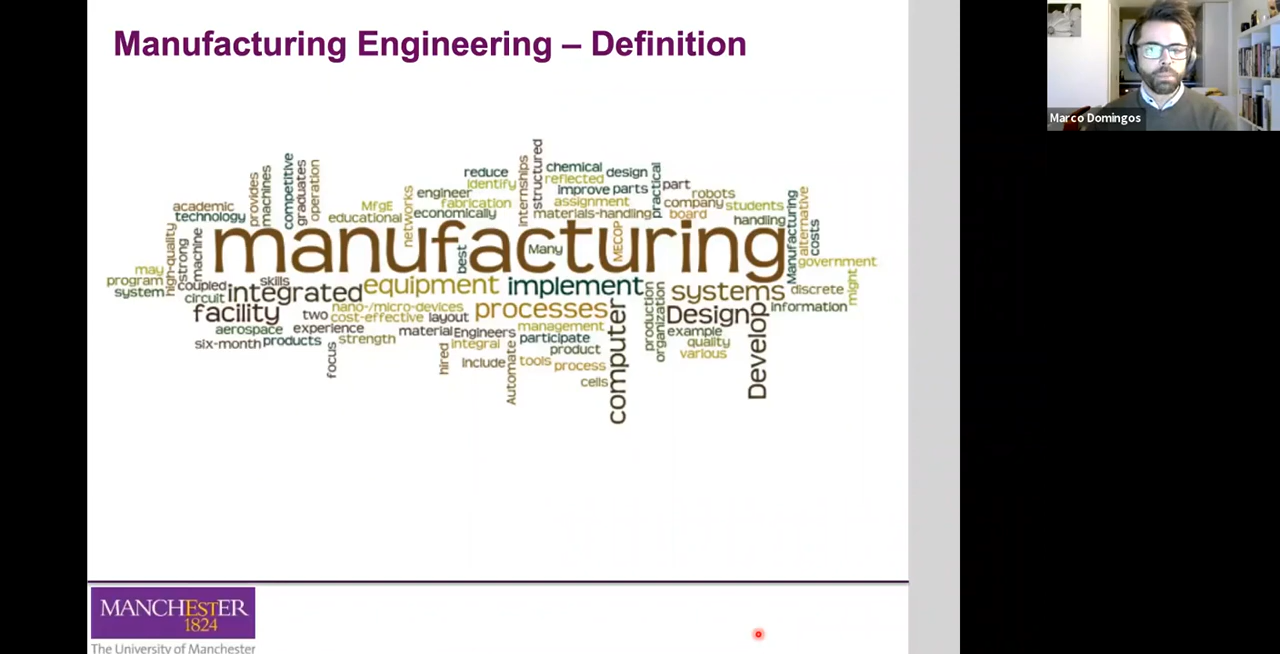 Manufacturing Engineering – Definition
Marco Domingos
reduce
identify
structured
internships
chemical
design
reflected
improve
parts
practical
part
robots
provides
machines
competitive
graduates
operation
academic
technology
MfgE
educational
networks
engineer
fabrication
economically
assignment
materials-handling
company
board
students
handling
Manufacturing
alternative
costs
high-quality
strong
machine
manufacturing
best
Many
MECOP
government
may
program
system
coupled
circuit
skills
integrated
equipment
implement
systems
discrete
might
information
facility
two
nano-/micro-devices
cost-effective
layout
processes
computer
production
organization
Design
Develop
example
quality
various
aerospace
experience
six-month
products
focus
strength
material
Engineers
management
participate
hired
integral
product
include
Automate
tools
process
cells
MANCHESTER
1824
The University of Manchester